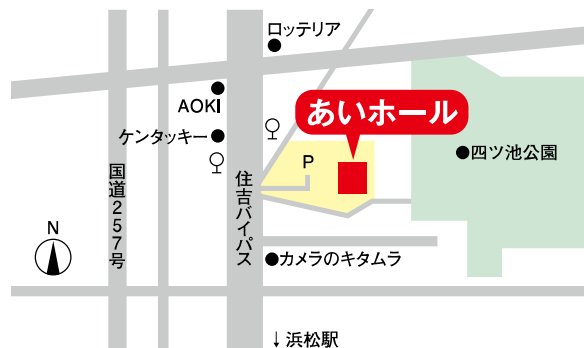 ロッテリア
AOKI
あいホール
ケンタッキー
P
四ツ池公園
国道257号
住吉バイパス
N
カメラのキタムラ
↓浜松駅